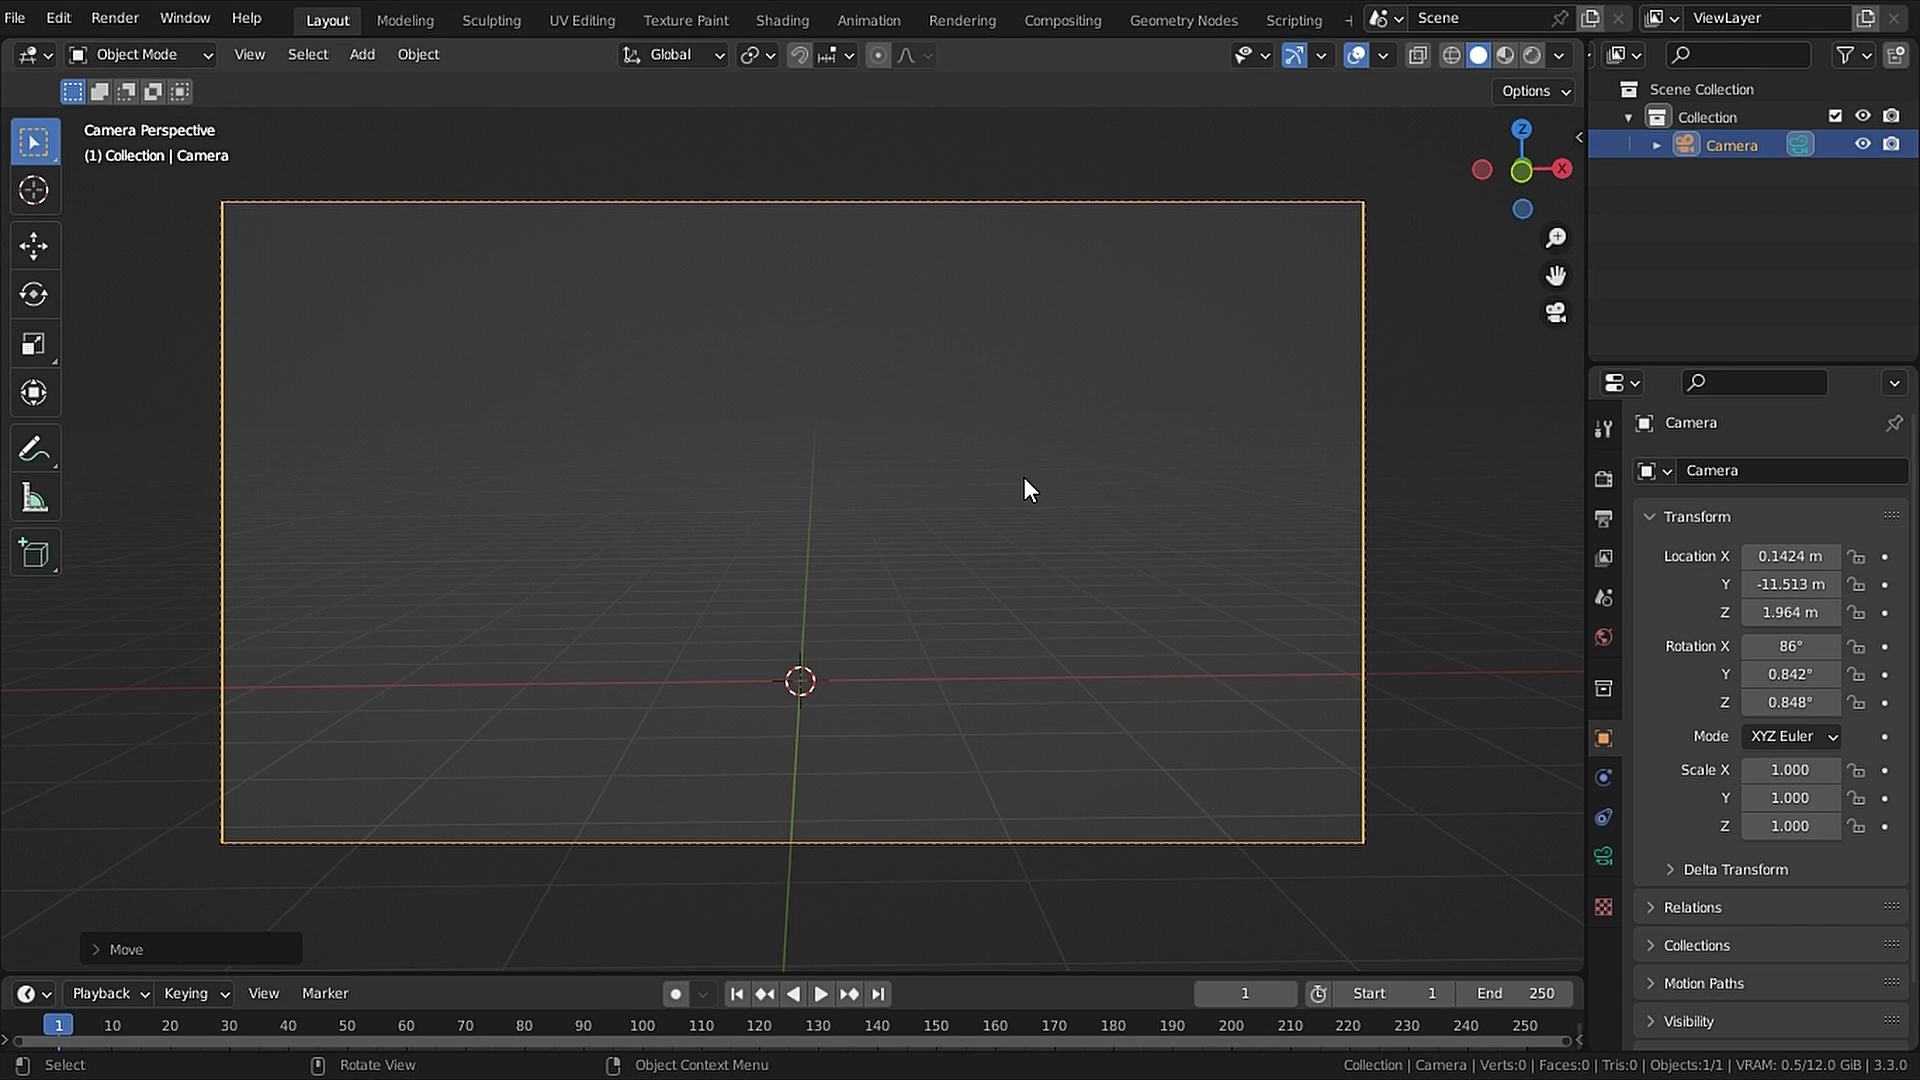 File Edit Render Window Help Layout Modeling Sculpting UV Editing Texture Paint Shading Animation Rendering Compositing Geometry Nodes Scripting Scene ViewLayer
Object Mode View Select Add Object Global
Options
Camera Perspective
(1) Collection | Camera
Z
X
Scene Collection
Collection
Camera
Camera
Camera
Transform
Location X 0.1424 m
Y -11.513 m
Z 1.964 m
Rotation X 86°
Y 0.842°
Z 0.848°
Mode XYZ Euler
Scale X 1.000
Y 1.000
Z 1.000
Delta Transform
Relations
Collections
Motion Paths
Visibility
Move
Playback Keying View Marker 1 Start 1 End 250
1 10 20 30 40 50 60 70 80 90 100 110 120 130 140 150 160 170 180 190 200 210 220 230 240 250
Select Rotate View Object Context Menu Collection | Camera | Verts:0 | Faces:0 | Tris:0 | Objects:1/1 | VRAM: 0.5/12.0 GiB | 3.3.0